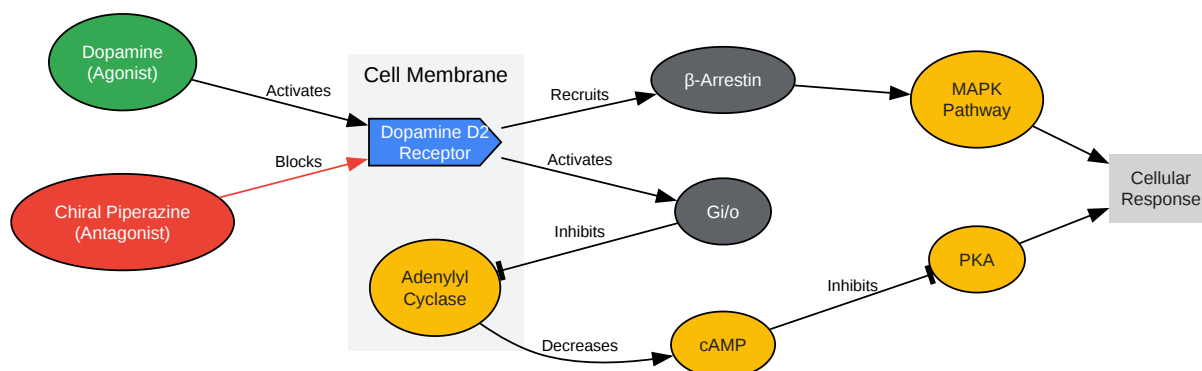 Dopamine
(Agonist)
Activates
Cell Membrane
Dopamine D2
Receptor
Blocks
Chiral Piperazine
(Antagonist)
Recruits
β-Arrestin
MAPK
Pathway
Activates
Gi/o
Inhibits
Adenylyl
Cyclase
Decreases
cAMP
Inhibits
PKA
Cellular
Response